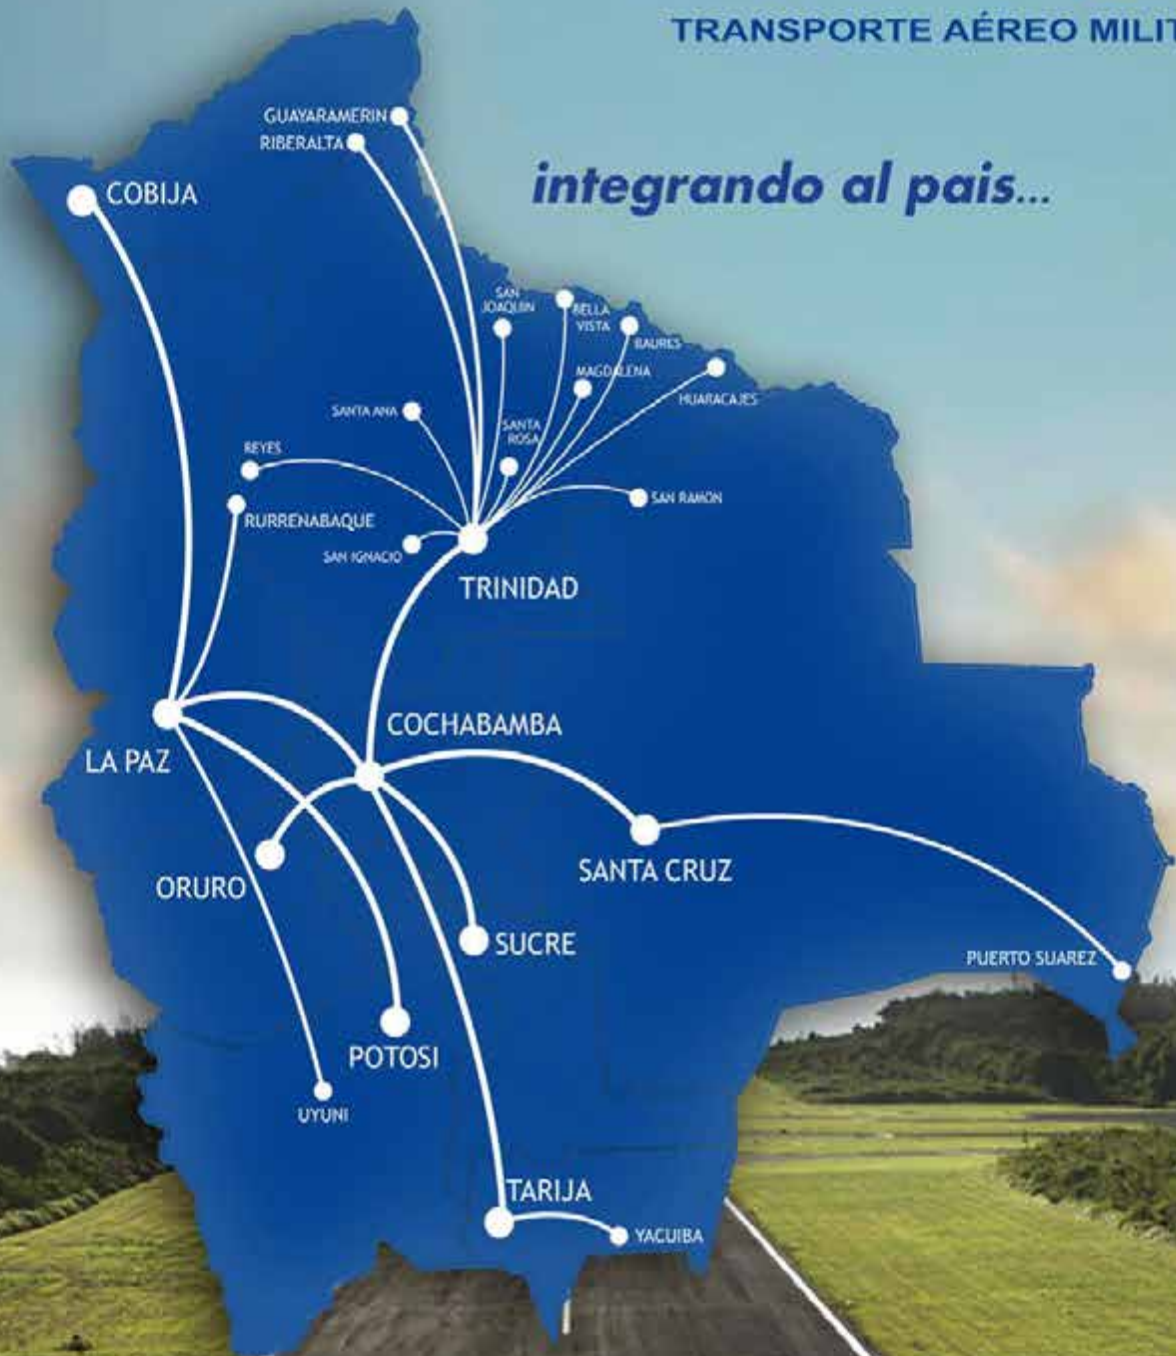 TRANSPORTE AÉREO MILIT
GUAYARAMERIN
RIBERALTA
integrando al pais...
COBIJA
SAN
JOAQUIN
BELLA
VISTA
BAURES
MAGDALENA
HUARACAJES
SANTA ANA
SANTA
ROSA
REYES
SAN RAMON
RURRENABAQUE
SAN IGNACIO
TRINIDAD
COCHABAMBA
LA PAZ
SANTA CRUZ
ORURO
SUCRE
PUERTO SUAREZ
POTOSI
UYUNI
TARIJA
YACUIBA